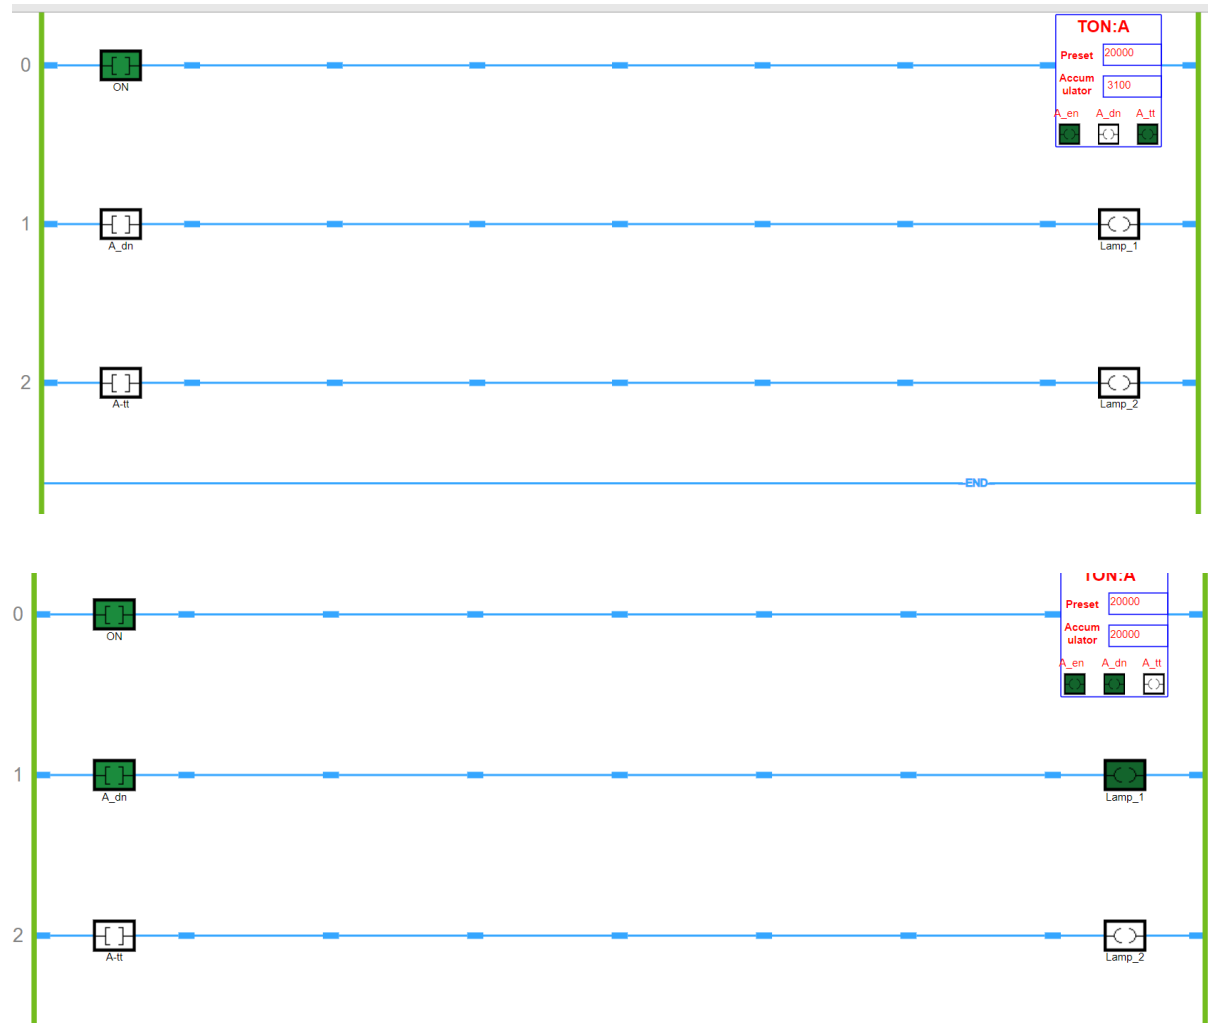 TON:A
0
Preset 20000
ON
Accum
ulator 3100
A_en A_dn A_tt
1
A_dn Lamp_1
2
A-tt Lamp_2
END
TON:A
0
Preset 20000
ON
Accum
ulator 20000
A_en A_dn A_tt
1
A_dn Lamp_1
2
A-tt Lamp_2